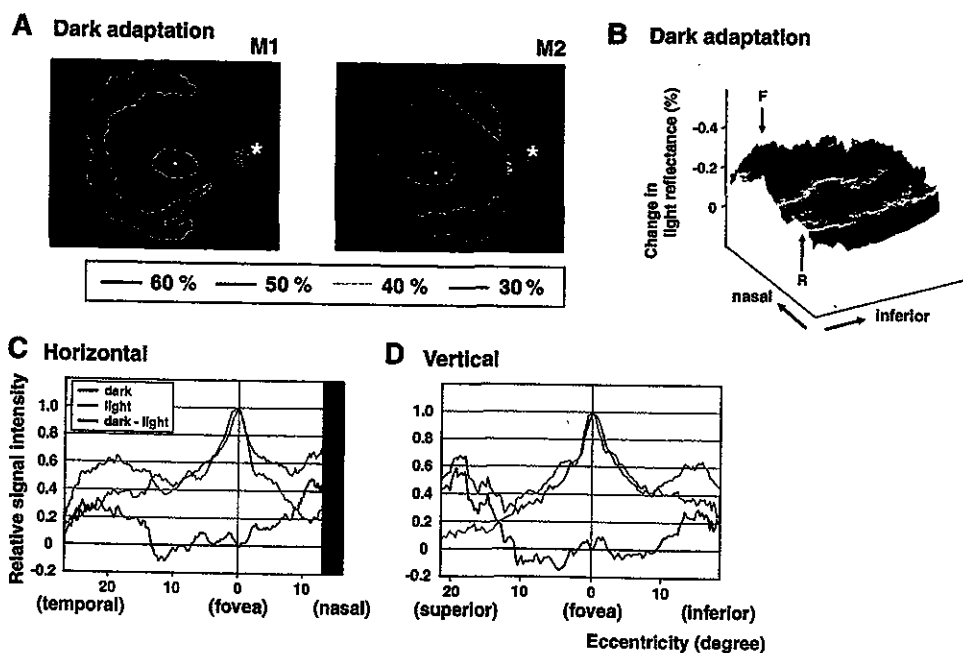 A Dark adaptation
M1
M2
*
*
60 % 50 % 40 % 30 %
B Dark adaptation
F
-0.4
-0.2
0
Change in
light reflectance (%)
R
nasal
inferior
C Horizontal
dark
light
dark - light
Relative signal intensity
1.0
0.8
0.6
0.4
0.2
0
-0.2
20 10 0 10
(temporal) (fovea) (nasal)
D Vertical
1.0
0.8
0.6
0.4
0.2
0
-0.2
20 10 0 10
(superior) (fovea) (inferior)
Eccentricity (degree)